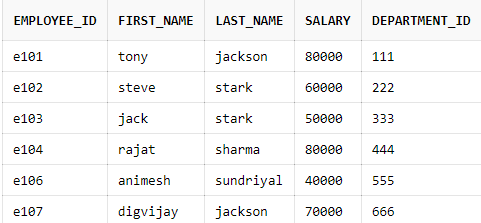 EMPLOYEE_ID FIRST_NAME LAST_NAME SALARY DEPARTMENT_ID
e101 tony jackson 80000 111
e102 steve stark 60000 222
e103 jack stark 50000 333
e104 rajat sharma 80000 444
e106 animesh sundriyal 40000 555
e107 digvijay jackson 70000 666